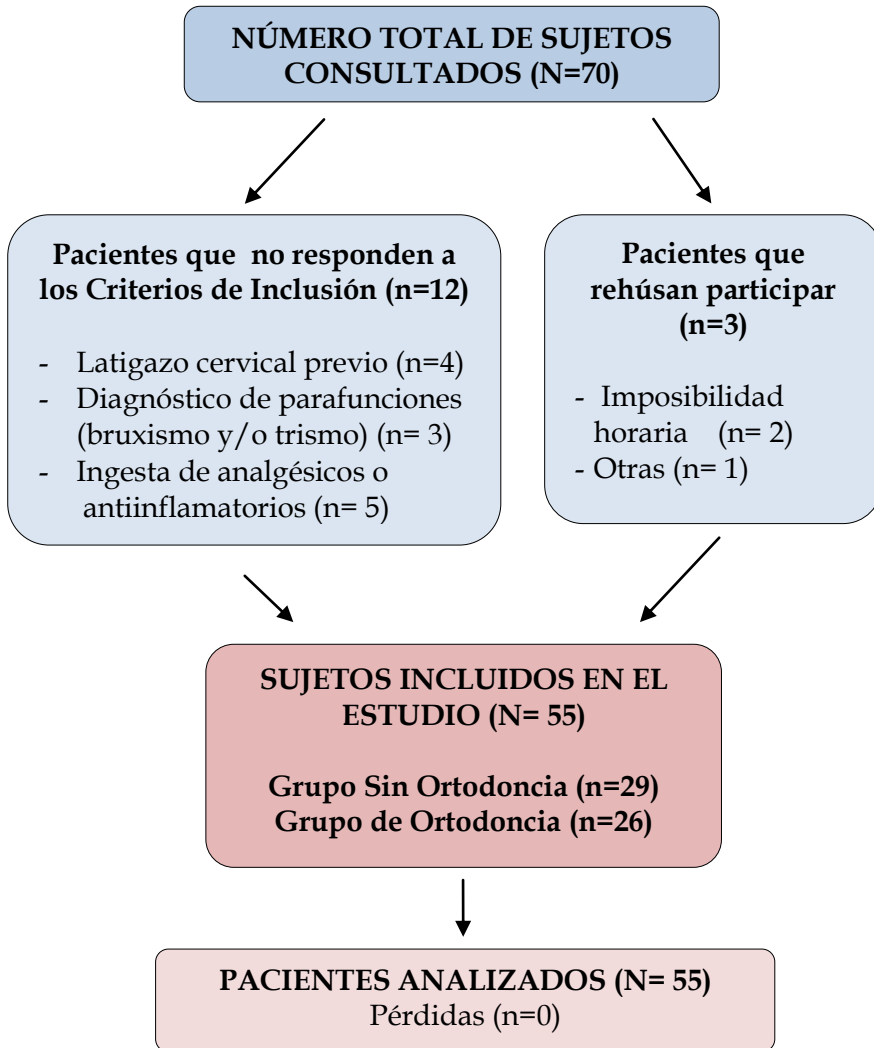 NÚMERO TOTAL DE SUJETOS
CONSULTADOS (N=70)
Pacientes que no responden a
los Criterios de Inclusión (n=12)
- Latigazo cervical previo (n=4)
- Diagnóstico de parafunciones
(bruxismo y/o trismo) (n= 3)
- Ingesta de analgésicos o
antiinflamatorios (n= 5)
Pacientes que
rehúsan participar
(n=3)
- Imposibilidad
horaria (n= 2)
- Otras (n= 1)
SUJETOS INCLUIDOS EN EL
ESTUDIO (N= 55)
Grupo Sin Ortodoncia (n=29)
Grupo de Ortodoncia (n=26)
PACIENTES ANALIZADOS (N= 55)
Pérdidas (n=0)